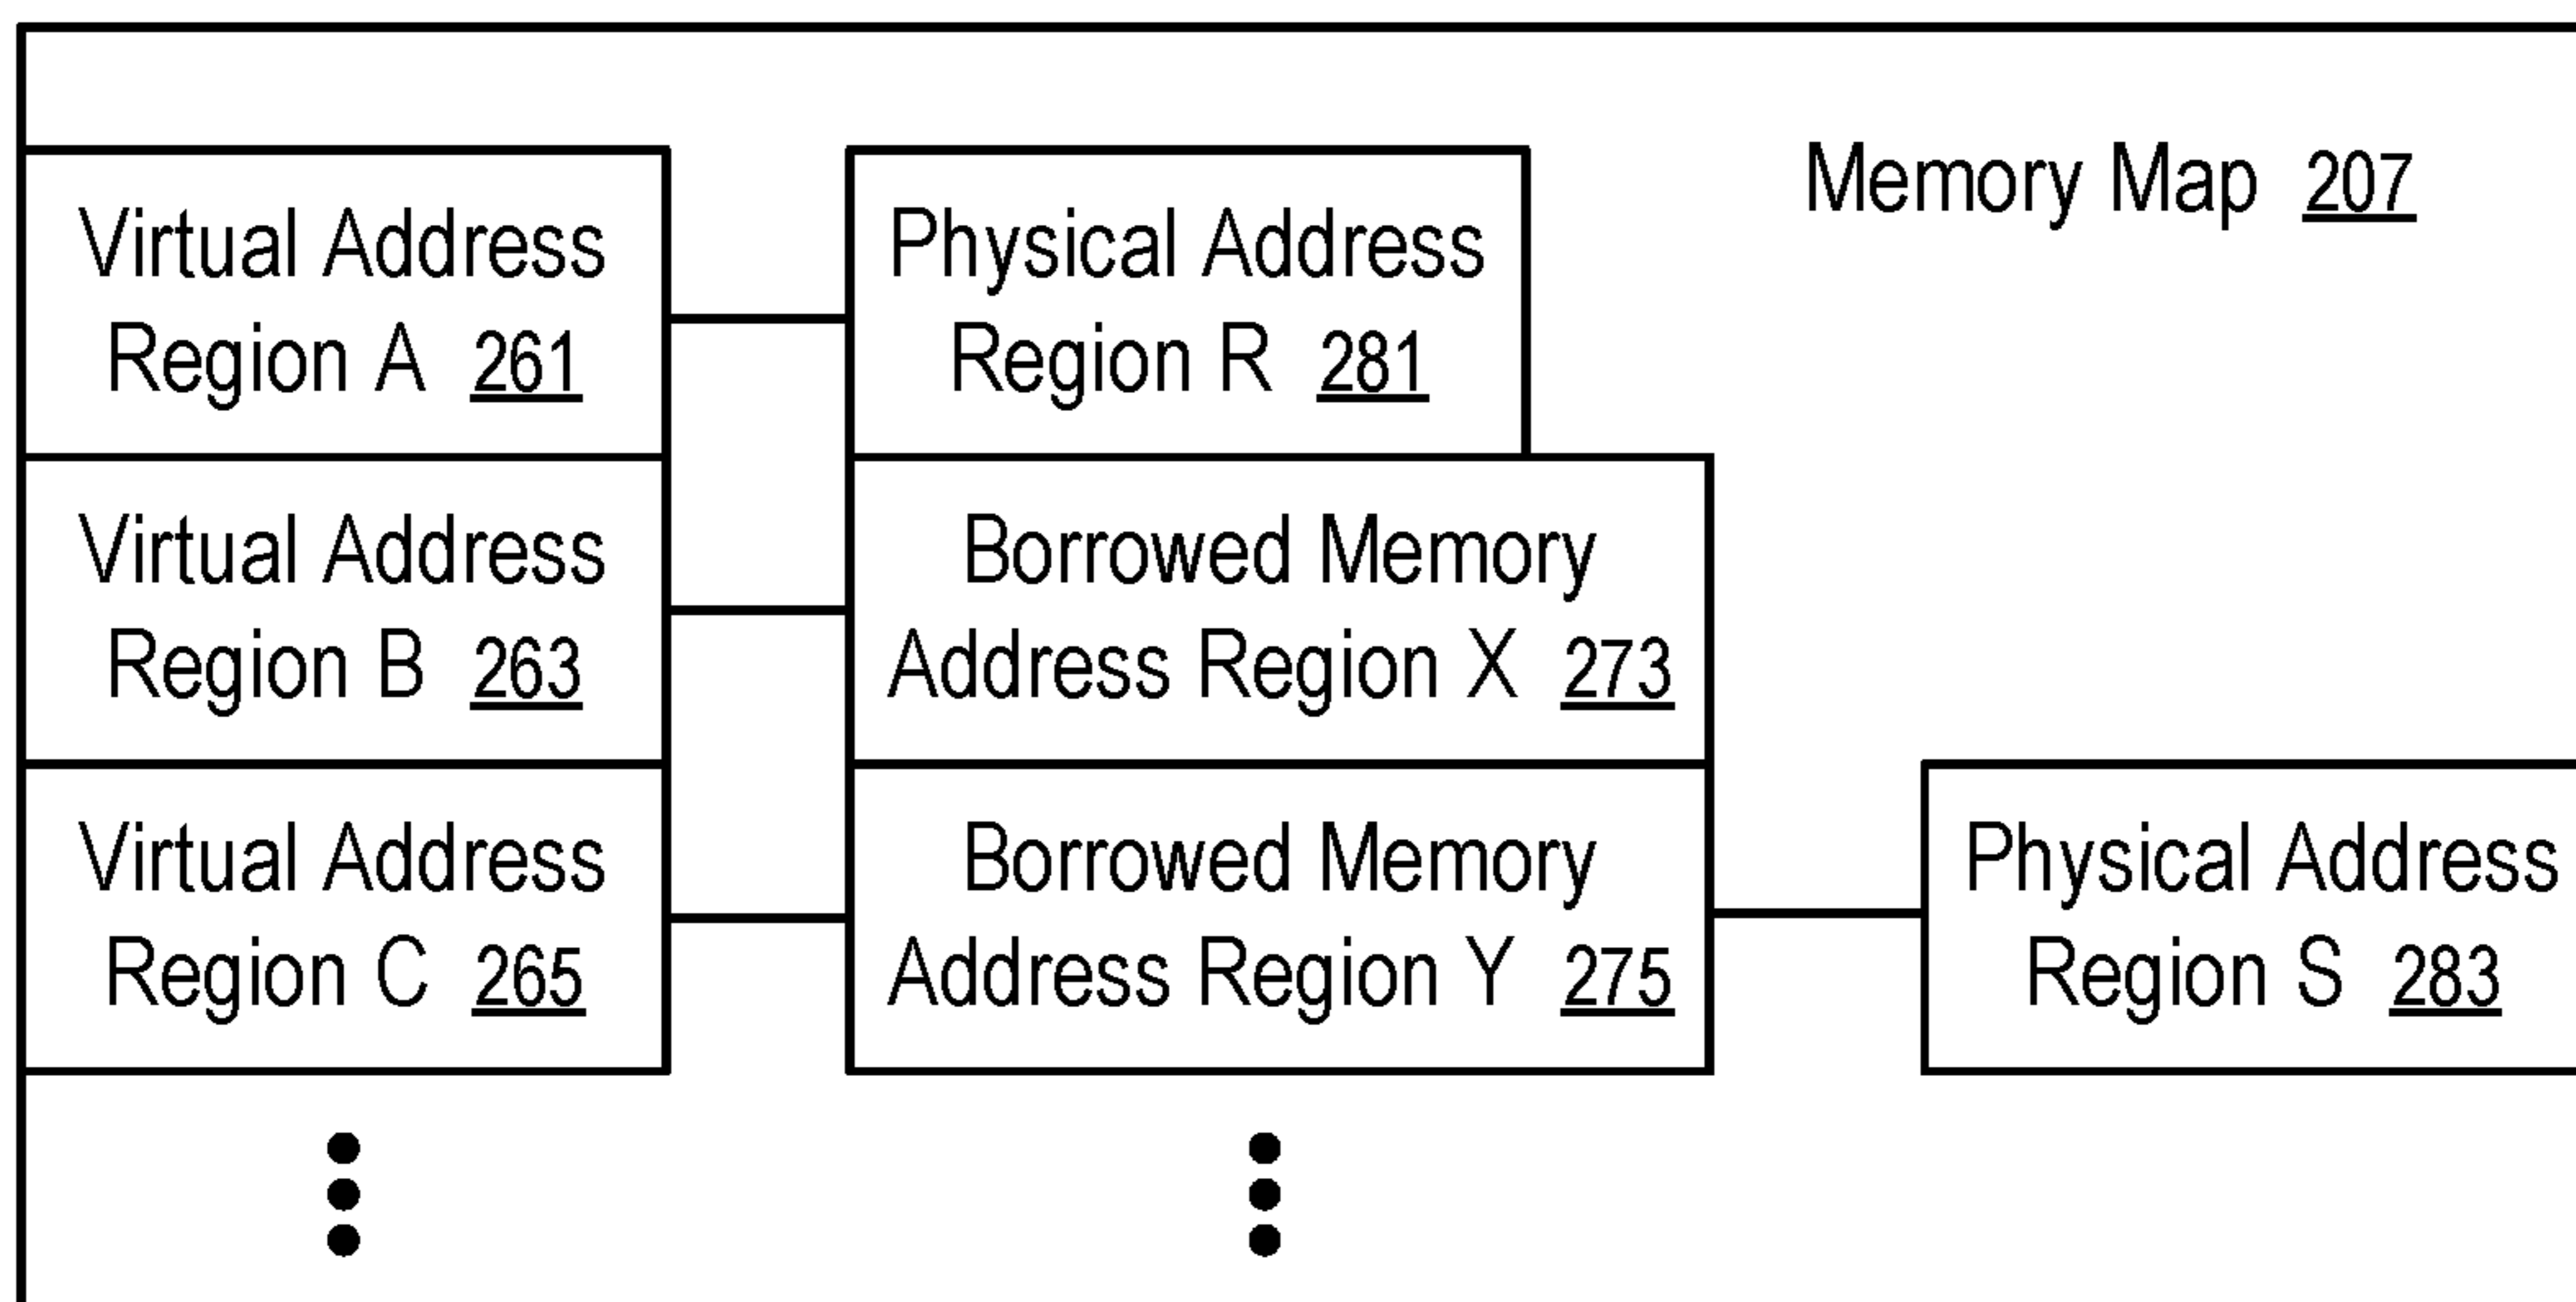 Memory Map 207
Virtual Address
Region A 261
Physical Address
Region R 281
Virtual Address
Region B 263
Borrowed Memory
Address Region X 273
Virtual Address
Region C 265
Borrowed Memory
Address Region Y 275
Physical Address
Region S 283